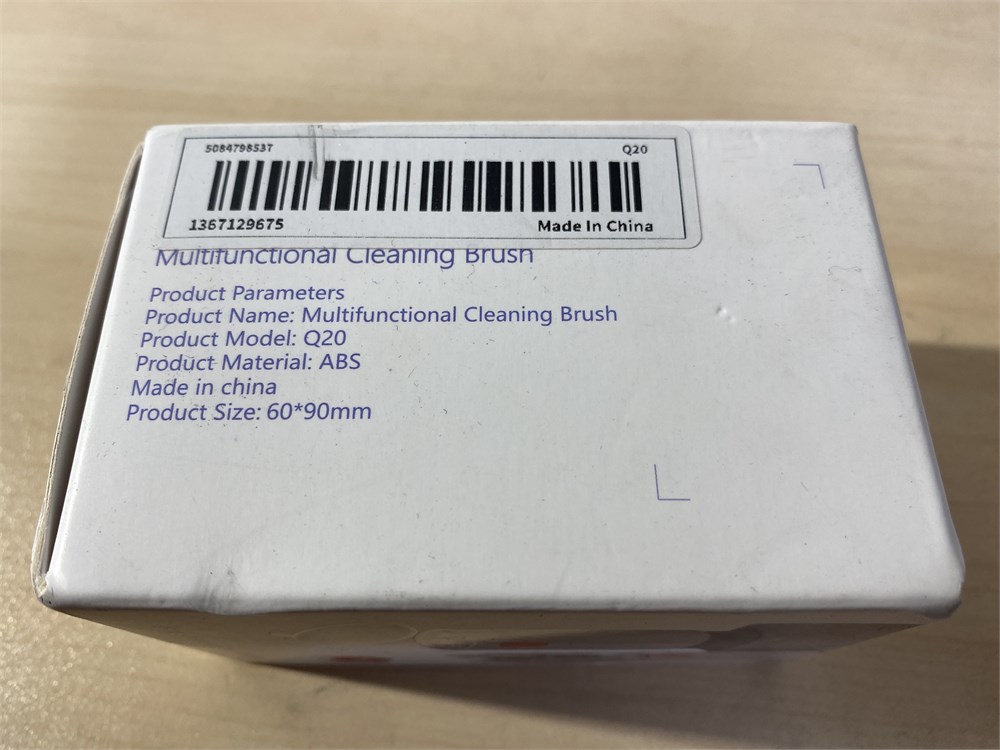 5084798537
Q20
1367129675
Made In China
Multifunctional Cleaning Brush
Product Parameters
Product Name: Multifunctional Cleaning Brush
Product Model: Q20
Product Material: ABS
Made in china
Product Size: 60*90mm